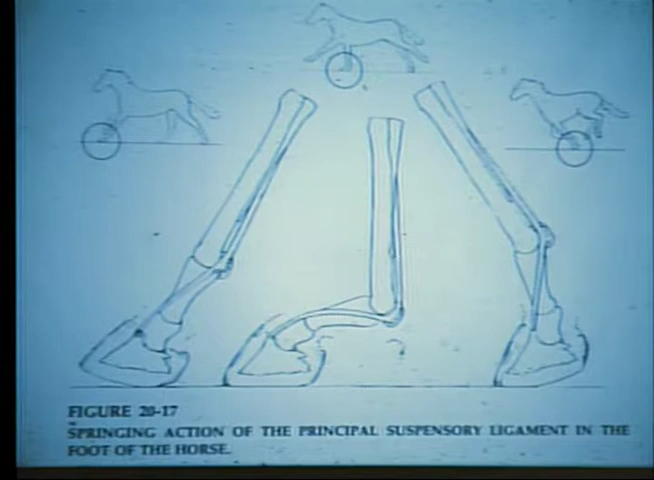 FIGURE 20-17
SPRINGING ACTION OF THE PRINCIPAL SUSPENSORY LIGAMENT IN THE
FOOT OF THE HORSE.